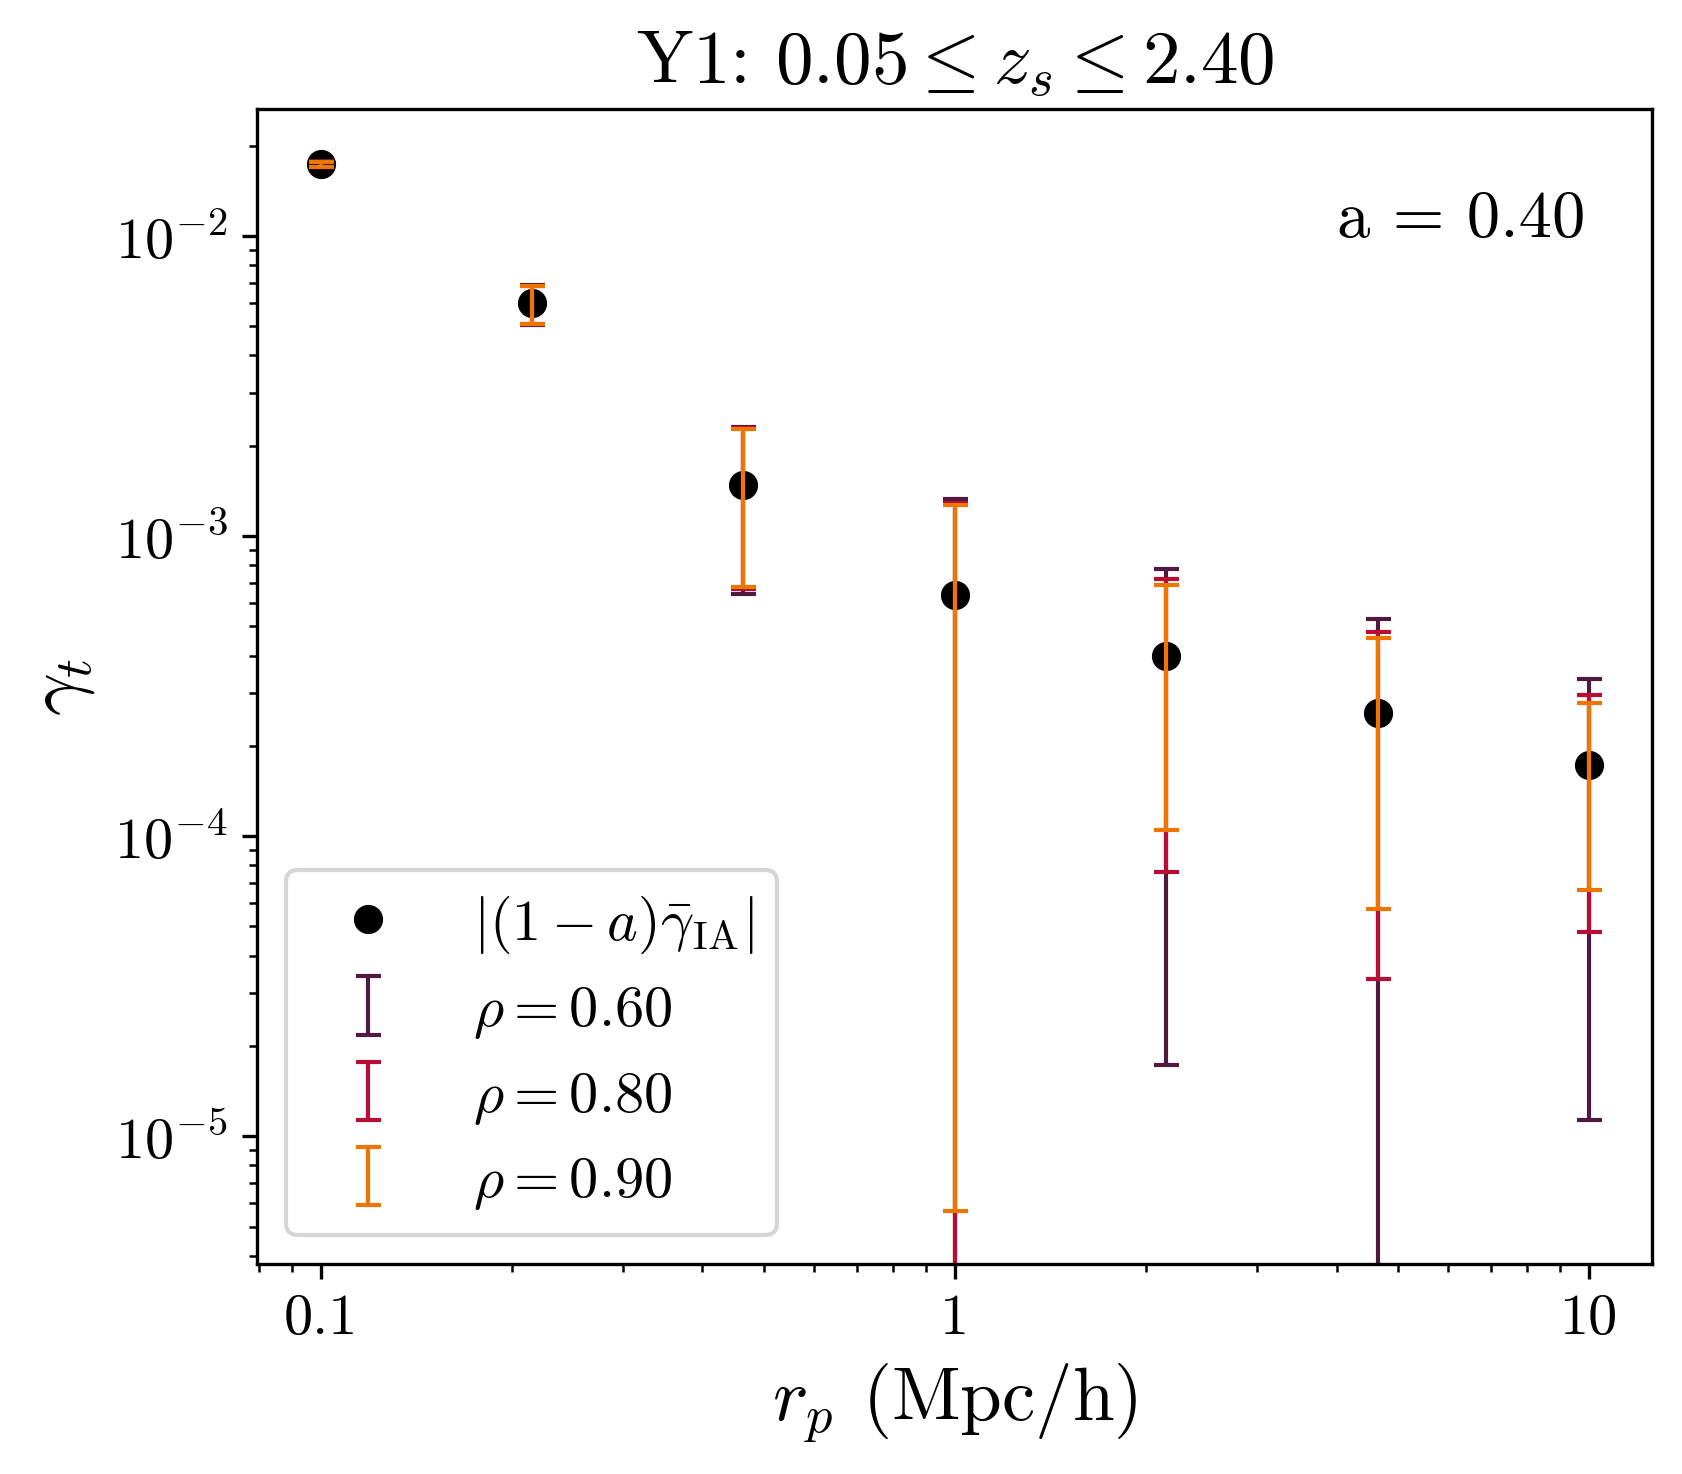 Y1: 0.05 ≤ z_s ≤ 2.40
a = 0.40
10^{-2}
10^{-3}
10^{-4}
10^{-5}
γ_t
|(1 − a)γ̄_{IA}|
ρ = 0.60
ρ = 0.80
ρ = 0.90
0.1 1 10
r_p (Mpc/h)